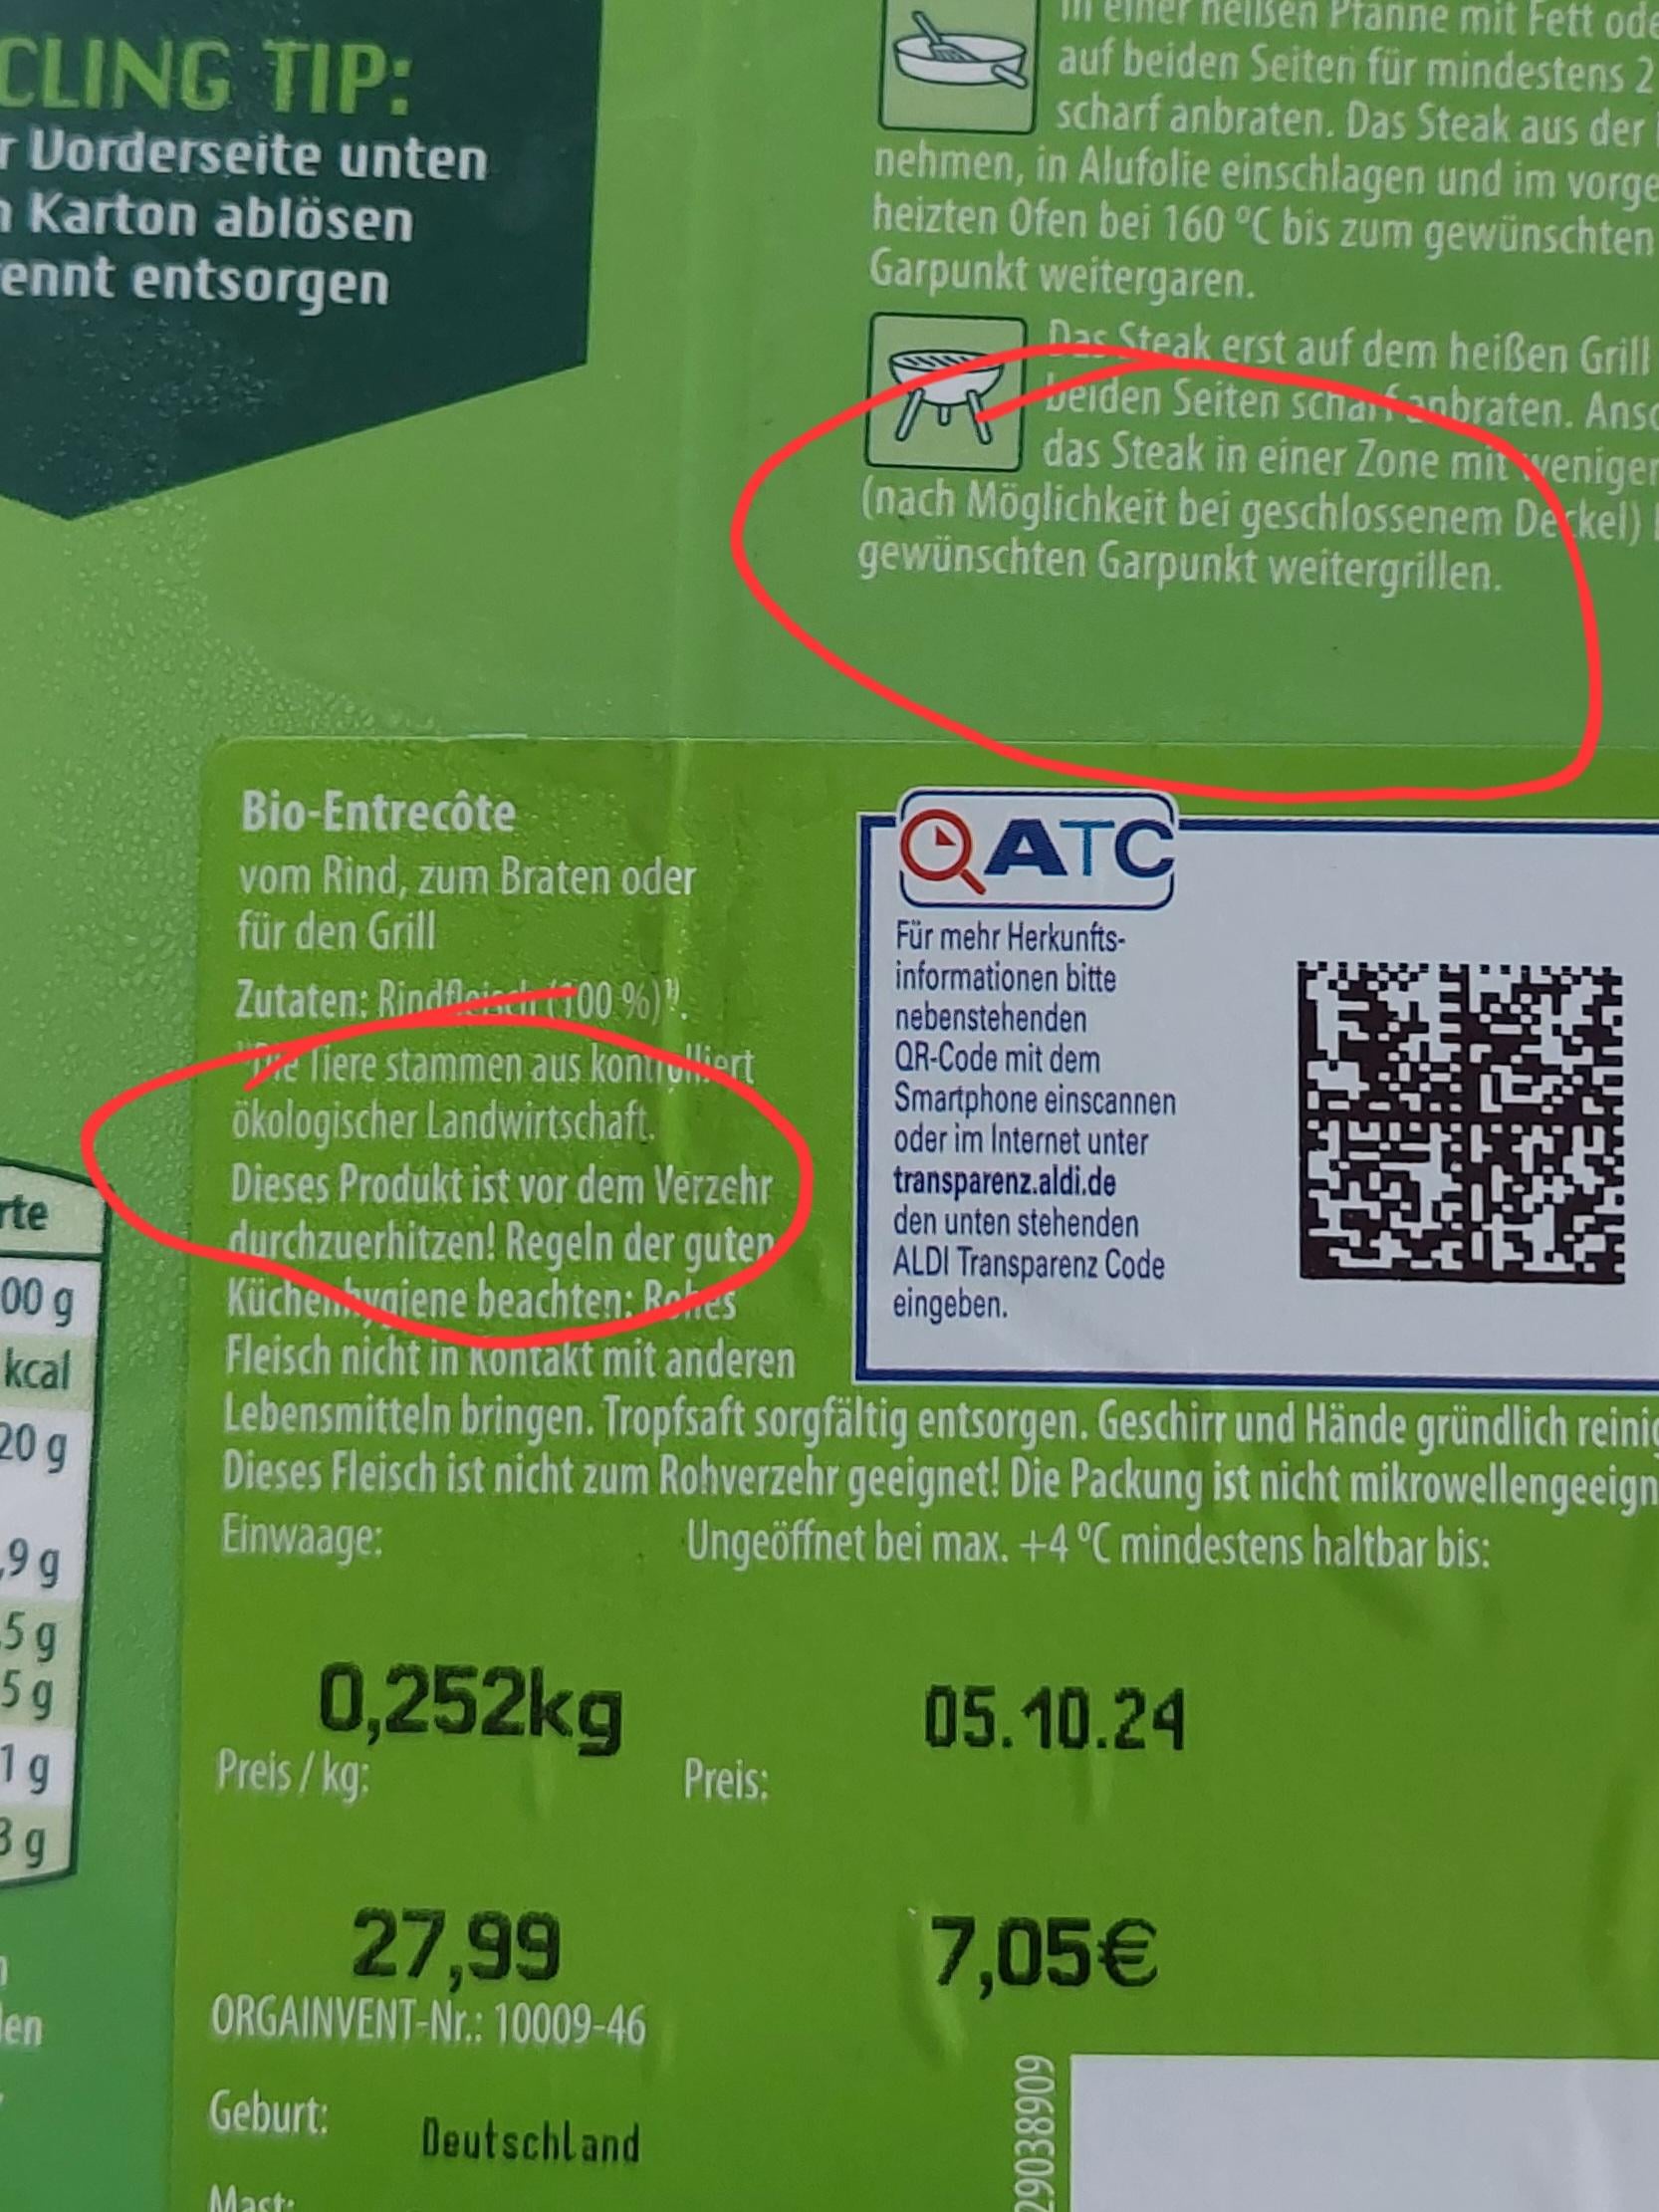 CLING TIP:
r Vorderseite unten
n Karton ablösen
ennt entsorgen
in einer heißen Pfanne mit Fett ode
auf beiden Seiten für mindestens 2
scharf anbraten. Das Steak aus der
nehmen, in Alufolie einschlagen und im vorge
heizten Ofen bei 160 °C bis zum gewünschten
Garpunkt weitergaren.
Das Steak erst auf dem heißen Grill
beiden Seiten scharf anbraten. Ansc
das Steak in einer Zone mit weniger
(nach Möglichkeit bei geschlossenem Deckel)
gewünschten Garpunkt weitergrillen.
Bio-Entrecôte
vom Rind, zum Braten oder
für den Grill
Zutaten: Rindfleisch (100 %)¹⁾.
¹⁾Die Tiere stammen aus kontrolliert
ökologischer Landwirtschaft.
Dieses Produkt ist vor dem Verzehr
durchzuerhitzen! Regeln der guten
Küchenhygiene beachten: Rohes
Fleisch nicht in Kontakt mit anderen
Lebensmitteln bringen. Tropfsaft sorgfältig entsorgen. Geschirr und Hände gründlich reinig
Dieses Fleisch ist nicht zum Rohverzehr geeignet! Die Packung ist nicht mikrowellengeeign
ATC
Für mehr Herkunfts-
informationen bitte
nebenstehenden
QR-Code mit dem
Smartphone einscannen
oder im Internet unter
transparenz.aldi.de
den unten stehenden
ALDI Transparenz Code
eingeben.
rte
00 g
kcal
20 g
,9 g
,5 g
5 g
1 g
3 g
len
Einwaage:
Ungeöffnet bei max. +4 °C mindestens haltbar bis:
0,252kg
05.10.24
Preis / kg:
Preis:
27,99
7,05€
ORGAINVENT-Nr.: 10009-46
Geburt:
Deutschland
Mast:
29038909